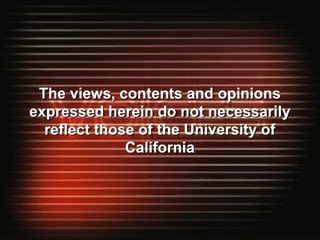 The views, contents and opinions
expressed herein do not necessarily
reflect those of the University of
California